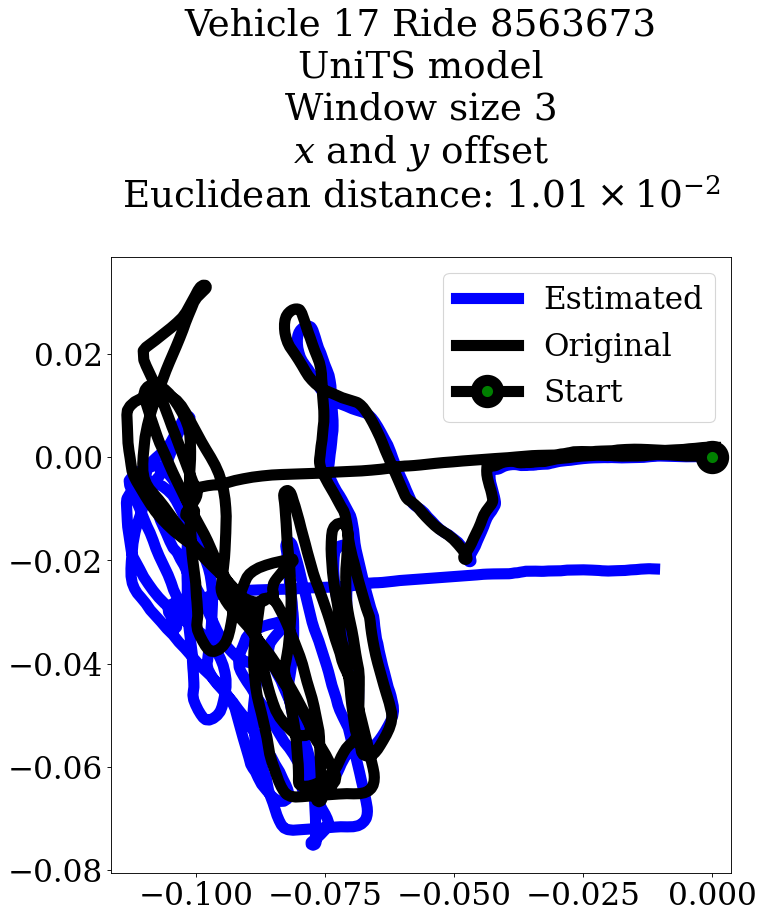 Vehicle 17 Ride 8563673
UniTS model
Window size 3
x and y offset
Euclidean distance: 1.01 × 10⁻²
Estimated
Original
Start
0.02
0.00
−0.02
−0.04
−0.06
−0.08
−0.100 −0.075 −0.050 −0.025 0.000